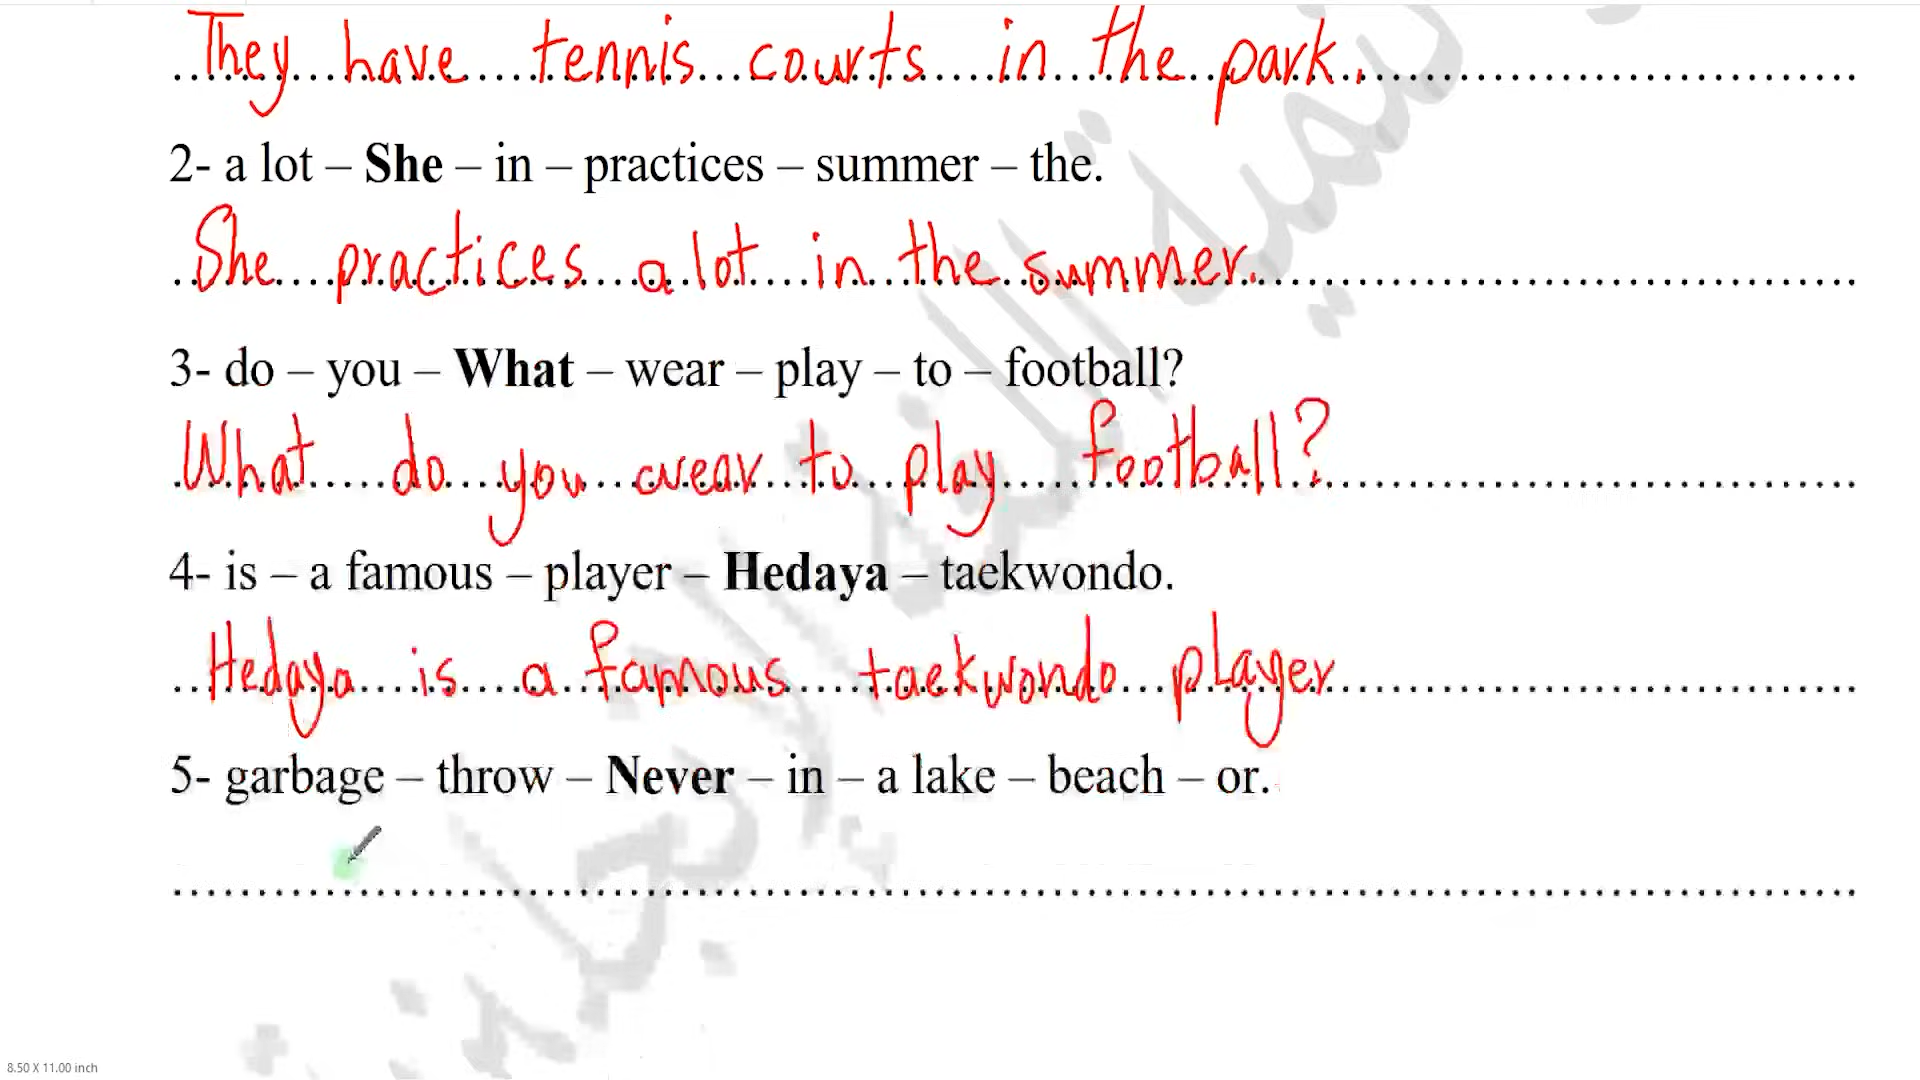 They have tennis courts in the park.
2- a lot – She – in – practices – summer – the.
She practices a lot in the summer.
3- do – you – What – wear – play – to – football?
What do you wear to play football?
4- is – a famous – player – Hedaya – taekwondo.
Hedaya is a famous taekwondo player
5- garbage – throw – Never – in – a lake – beach – or.
8.50 X 11.00 inch